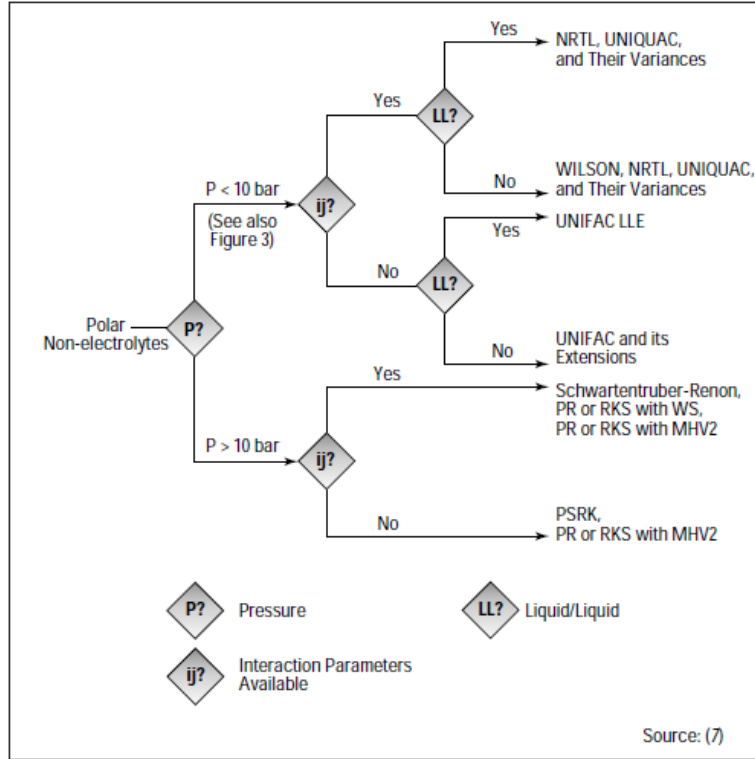 Yes
NRTL, UNIQUAC,
and Their Variances
Yes
LL?
No
WILSON, NRTL, UNIQUAC,
and Their Variances
P < 10 bar
(See also
Figure 3)
ij?
Yes
UNIFAC LLE
No
LL?
No
UNIFAC and its
Extensions
Polar
Non-electrolytes
P?
Yes
Schwartentruber-Renon,
PR or RKS with WS,
PR or RKS with MHV2
P > 10 bar
ij?
No
PSRK,
PR or RKS with MHV2
P?
Pressure
LL?
Liquid/Liquid
ij?
Interaction Parameters
Available
Source: (7)